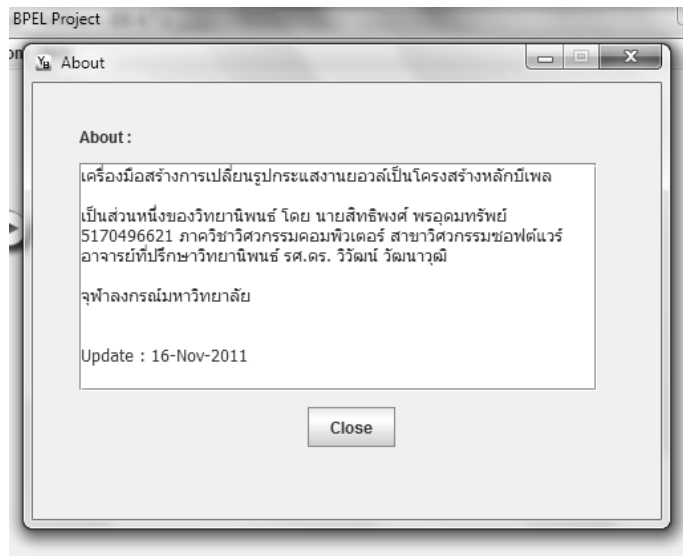 BPEL Project
About
About :
เครื่องมือสร้างการเปลี่ยนรูปกระแสงานยอวล์เป็นโครงสร้างหลักบีเพล
เป็นส่วนหนึ่งของวิทยานิพนธ์ โดย นายสิทธิพงศ์ พรอุดมทรัพย์
5170496621 ภาควิชาวิศวกรรมคอมพิวเตอร์ สาขาวิศวกรรมซอฟต์แวร์
อาจารย์ที่ปรึกษาวิทยานิพนธ์ รศ.ดร. วิวัฒน์ วัฒนาวุฒิ
จุฬาลงกรณ์มหาวิทยาลัย
Update : 16-Nov-2011
Close